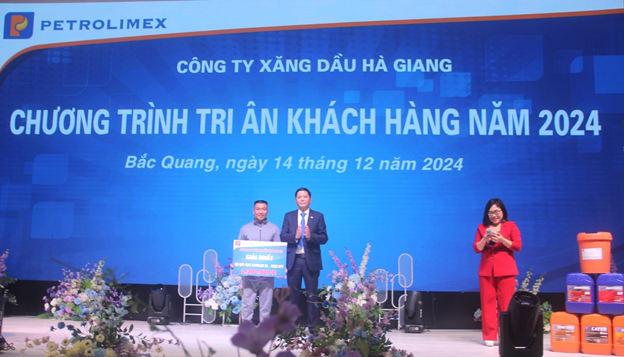 PETROLIMEX
CÔNG TY XĂNG DẦU HÀ GIANG
CHƯƠNG TRÌNH TRI ÂN KHÁCH HÀNG NĂM 2024
Bắc Quang, ngày 14 tháng 12 năm 2024
GIẢI NHẤT